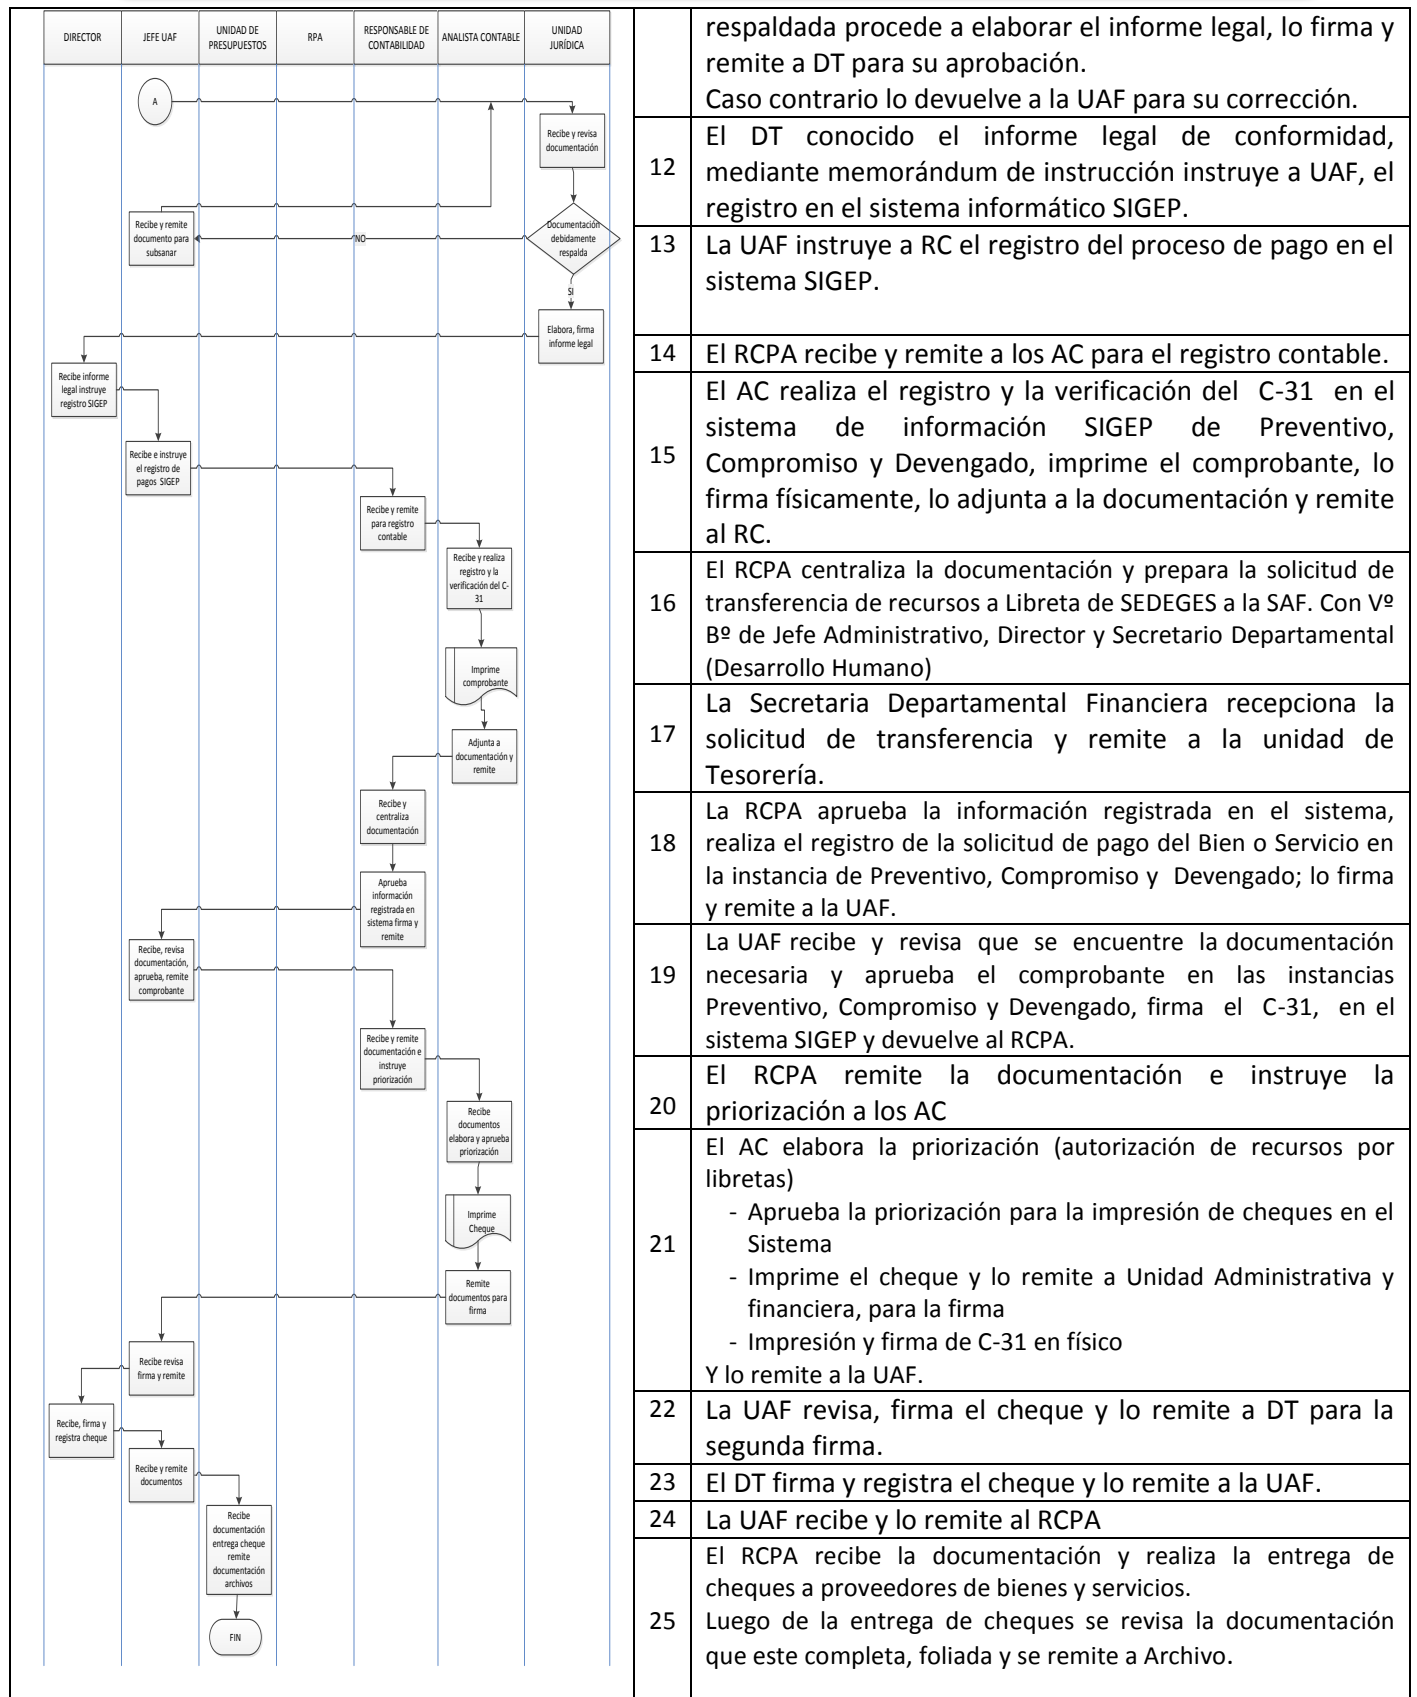 DIRECTOR
JEFE UAF
UNIDAD DE
PRESUPUESTOS
RPA
RESPONSABLE DE
CONTABILIDAD
ANALISTA CONTABLE
UNIDAD
JURÍDICA
A
Recibe y revisa
documentación
Recibe y remite
documento para
subsanar
NO
Documentación
debidamente
respalda
SI
Elabora, firma
informe legal
Recibe informe
legal instruye
registro SIGEP
Recibe e instruye
el registro de
pagos SIGEP
Recibe y remite
para registro
contable
Recibe y realiza
registro y la
verificación del C-
31
Imprime
comprobante
Adjunta a
documentación y
remite
Recibe y
centraliza
documentación
Aprueba
información
registrada en
sistema firma y
remite
Recibe, revisa
documentación,
aprueba, remite
comprobante
Recibe y remite
documentación e
instruye
priorización
Recibe
documentos
elabora y aprueba
priorización
Imprime
Cheque
Remite
documentos para
firma
Recibe revisa
firma y remite
Recibe, firma y
registra cheque
Recibe y remite
documentos
Recibe
documentación
entrega cheque
remite
documentación
archivos
FIN
respaldada procede a elaborar el informe legal, lo firma y
remite a DT para su aprobación.
Caso contrario lo devuelve a la UAF para su corrección.
12
El DT conocido el informe legal de conformidad,
mediante memorándum de instrucción instruye a UAF, el
registro en el sistema informático SIGEP.
13
La UAF instruye a RC el registro del proceso de pago en el
sistema SIGEP.
14
El RCPA recibe y remite a los AC para el registro contable.
15
El AC realiza el registro y la verificación del C-31 en el
sistema de información SIGEP de Preventivo,
Compromiso y Devengado, imprime el comprobante, lo
firma físicamente, lo adjunta a la documentación y remite
al RC.
16
El RCPA centraliza la documentación y prepara la solicitud de
transferencia de recursos a Libreta de SEDEGES a la SAF. Con Vº
Bº de Jefe Administrativo, Director y Secretario Departamental
(Desarrollo Humano)
17
La Secretaria Departamental Financiera recepciona la
solicitud de transferencia y remite a la unidad de
Tesorería.
18
La RCPA aprueba la información registrada en el sistema,
realiza el registro de la solicitud de pago del Bien o Servicio en
la instancia de Preventivo, Compromiso y Devengado; lo firma
y remite a la UAF.
19
La UAF recibe y revisa que se encuentre la documentación
necesaria y aprueba el comprobante en las instancias
Preventivo, Compromiso y Devengado, firma el C-31, en el
sistema SIGEP y devuelve al RCPA.
20
El RCPA remite la documentación e instruye la
priorización a los AC
21
El AC elabora la priorización (autorización de recursos por
libretas)
- Aprueba la priorización para la impresión de cheques en el
Sistema
- Imprime el cheque y lo remite a Unidad Administrativa y
financiera, para la firma
- Impresión y firma de C-31 en físico
Y lo remite a la UAF.
22
La UAF revisa, firma el cheque y lo remite a DT para la
segunda firma.
23
El DT firma y registra el cheque y lo remite a la UAF.
24
La UAF recibe y lo remite al RCPA
25
El RCPA recibe la documentación y realiza la entrega de
cheques a proveedores de bienes y servicios.
Luego de la entrega de cheques se revisa la documentación
que este completa, foliada y se remite a Archivo.